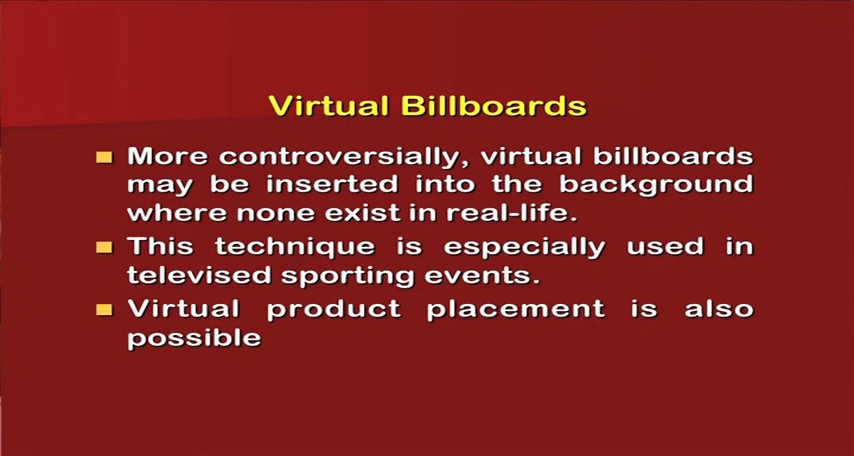 Virtual Billboards
More controversially, virtual billboards
may be inserted into the background
where none exist in real-life.
This technique is especially used in
televised sporting events.
Virtual product placement is also
possible